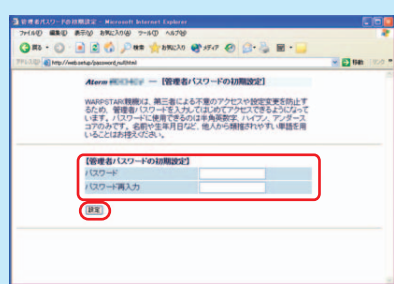 管理者パスワードの初期設定 - Microsoft Internet Explorer
ファイル(F) 編集(E) 表示(V) お気に入り(A) ツール(T) ヘルプ(H)
戻る 検索 お気に入り メディア
アドレス(D) http://web.setup/password_null.html 移動 リンク
Aterm ー 【管理者パスワードの初期設定】
WARPSTAR親機は、第三者による不意のアクセスや設定変更を防止す
るため、管理者パスワードを入力してはじめてアクセスできるようになって
います。パスワードに使用できるのは半角英数字、ハイフン、アンダース
コアのみです。名前や生年月日など、他人から推察されやすい単語を用
いることはお控えください。
【管理者パスワードの初期設定】
パスワード
パスワード再入力
設定